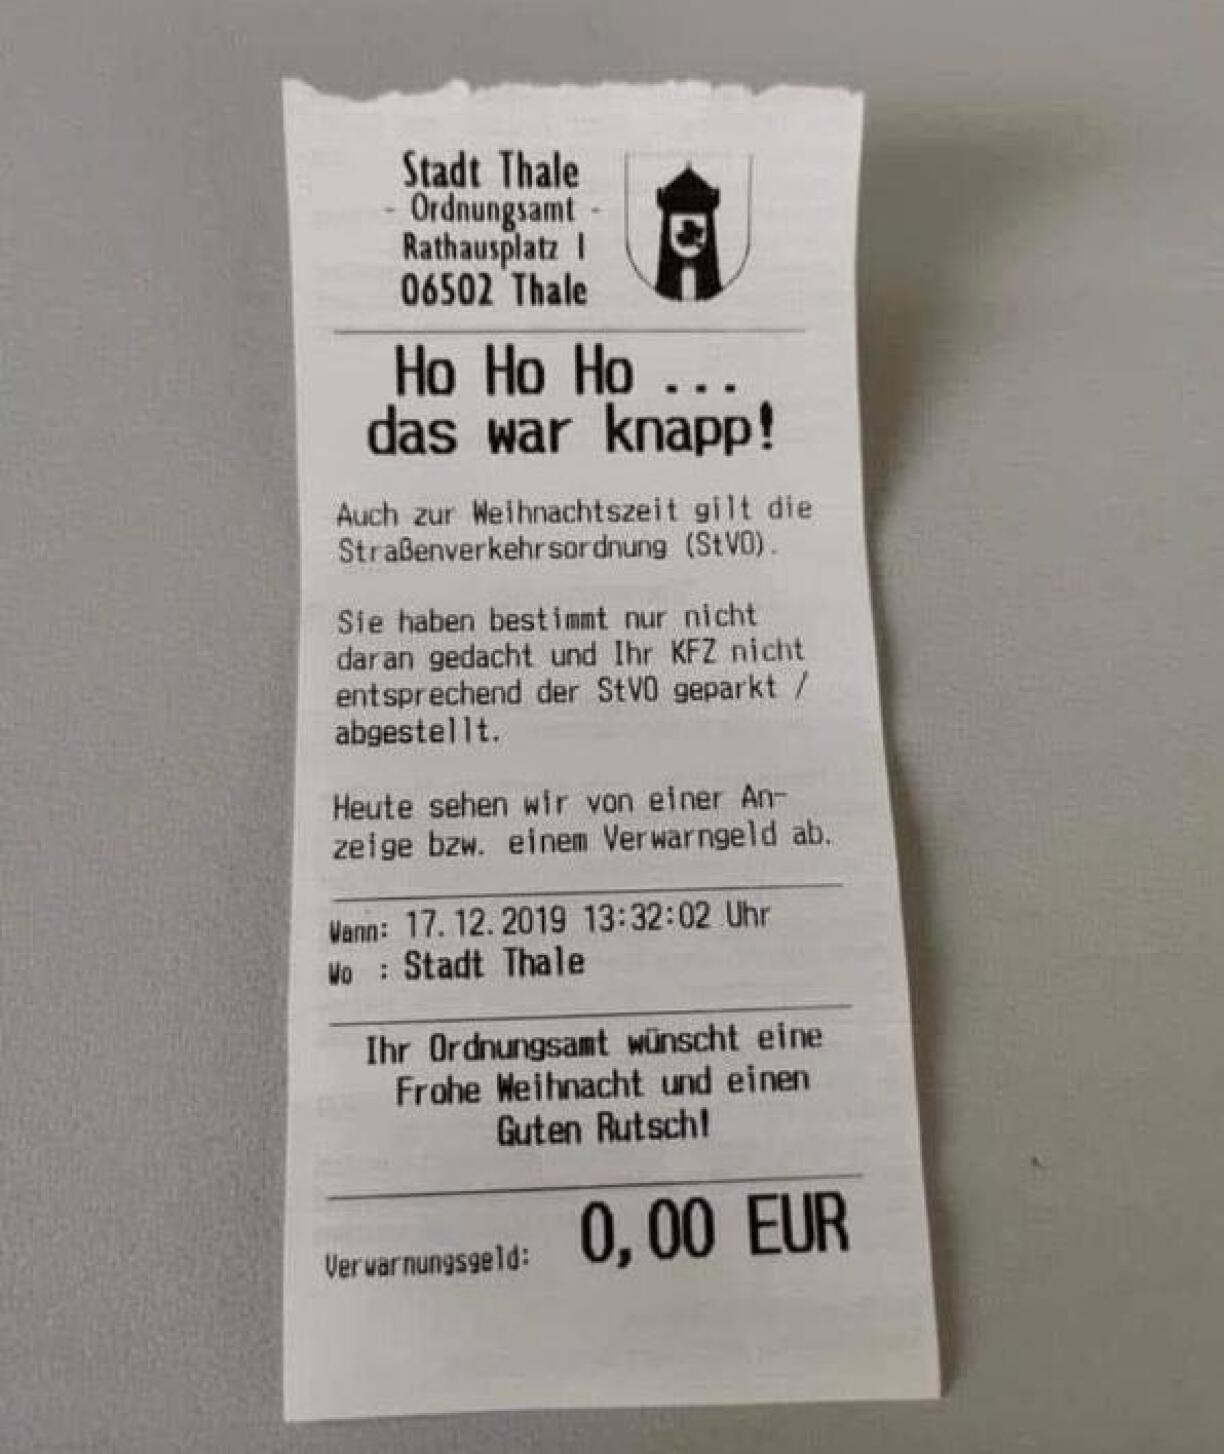 Stadt Thale
- Ordnungsamt -
Rathausplatz 1
06502 Thale
Ho Ho Ho ...
das war knapp!
Auch zur Weihnachtszeit gilt die
Straßenverkehrsordnung (StVO).
Sie haben bestimmt nur nicht
daran gedacht und Ihr KFZ nicht
entsprechend der StVO geparkt /
abgestellt.
Heute sehen wir von einer An-
zeige bzw. einem Verwarngeld ab.
Wann: 17.12.2019 13:32:02 Uhr
Wo : Stadt Thale
Ihr Ordnungsamt wünscht eine
Frohe Weihnacht und einen
Guten Rutsch!
Verwarnungsgeld: 0,00 EUR